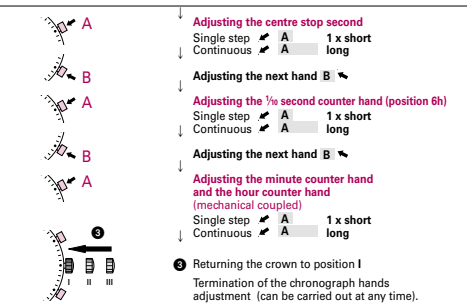 A
Adjusting the centre stop second
Single step A 1 x short
Continuous A long
B
Adjusting the next hand B
A
Adjusting the 1/10 second counter hand (position 6h)
Single step A 1 x short
Continuous A long
B
Adjusting the next hand B
A
Adjusting the minute counter hand
and the hour counter hand
(mechanical coupled)
Single step A 1 x short
Continuous A long
3
I II III
3 Returning the crown to position I
Termination of the chronograph hands
adjustment (can be carried out at any time).